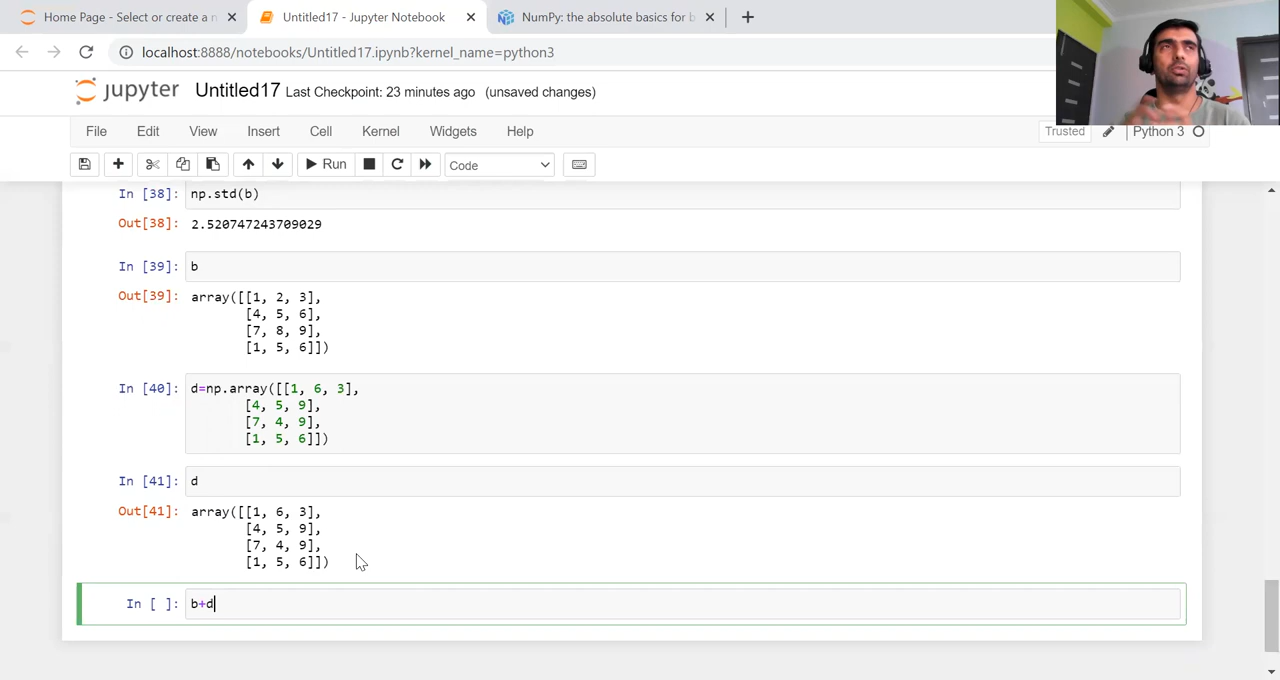 Home Page - Select or create a n
Untitled17 - Jupyter Notebook
NumPy: the absolute basics for b
localhost:8888/notebooks/Untitled17.ipynb?kernel_name=python3
jupyter Untitled17 Last Checkpoint: 23 minutes ago (unsaved changes)
File Edit View Insert Cell Kernel Widgets Help Trusted Python 3
Run Code
In [38]: np.std(b)
Out[38]: 2.520747243709029
In [39]: b
Out[39]: array([[1, 2, 3],
[4, 5, 6],
[7, 8, 9],
[1, 5, 6]])
In [40]: d=np.array([[1, 6, 3],
[4, 5, 9],
[7, 4, 9],
[1, 5, 6]])
In [41]: d
Out[41]: array([[1, 6, 3],
[4, 5, 9],
[7, 4, 9],
[1, 5, 6]])
In [ ]: b+d